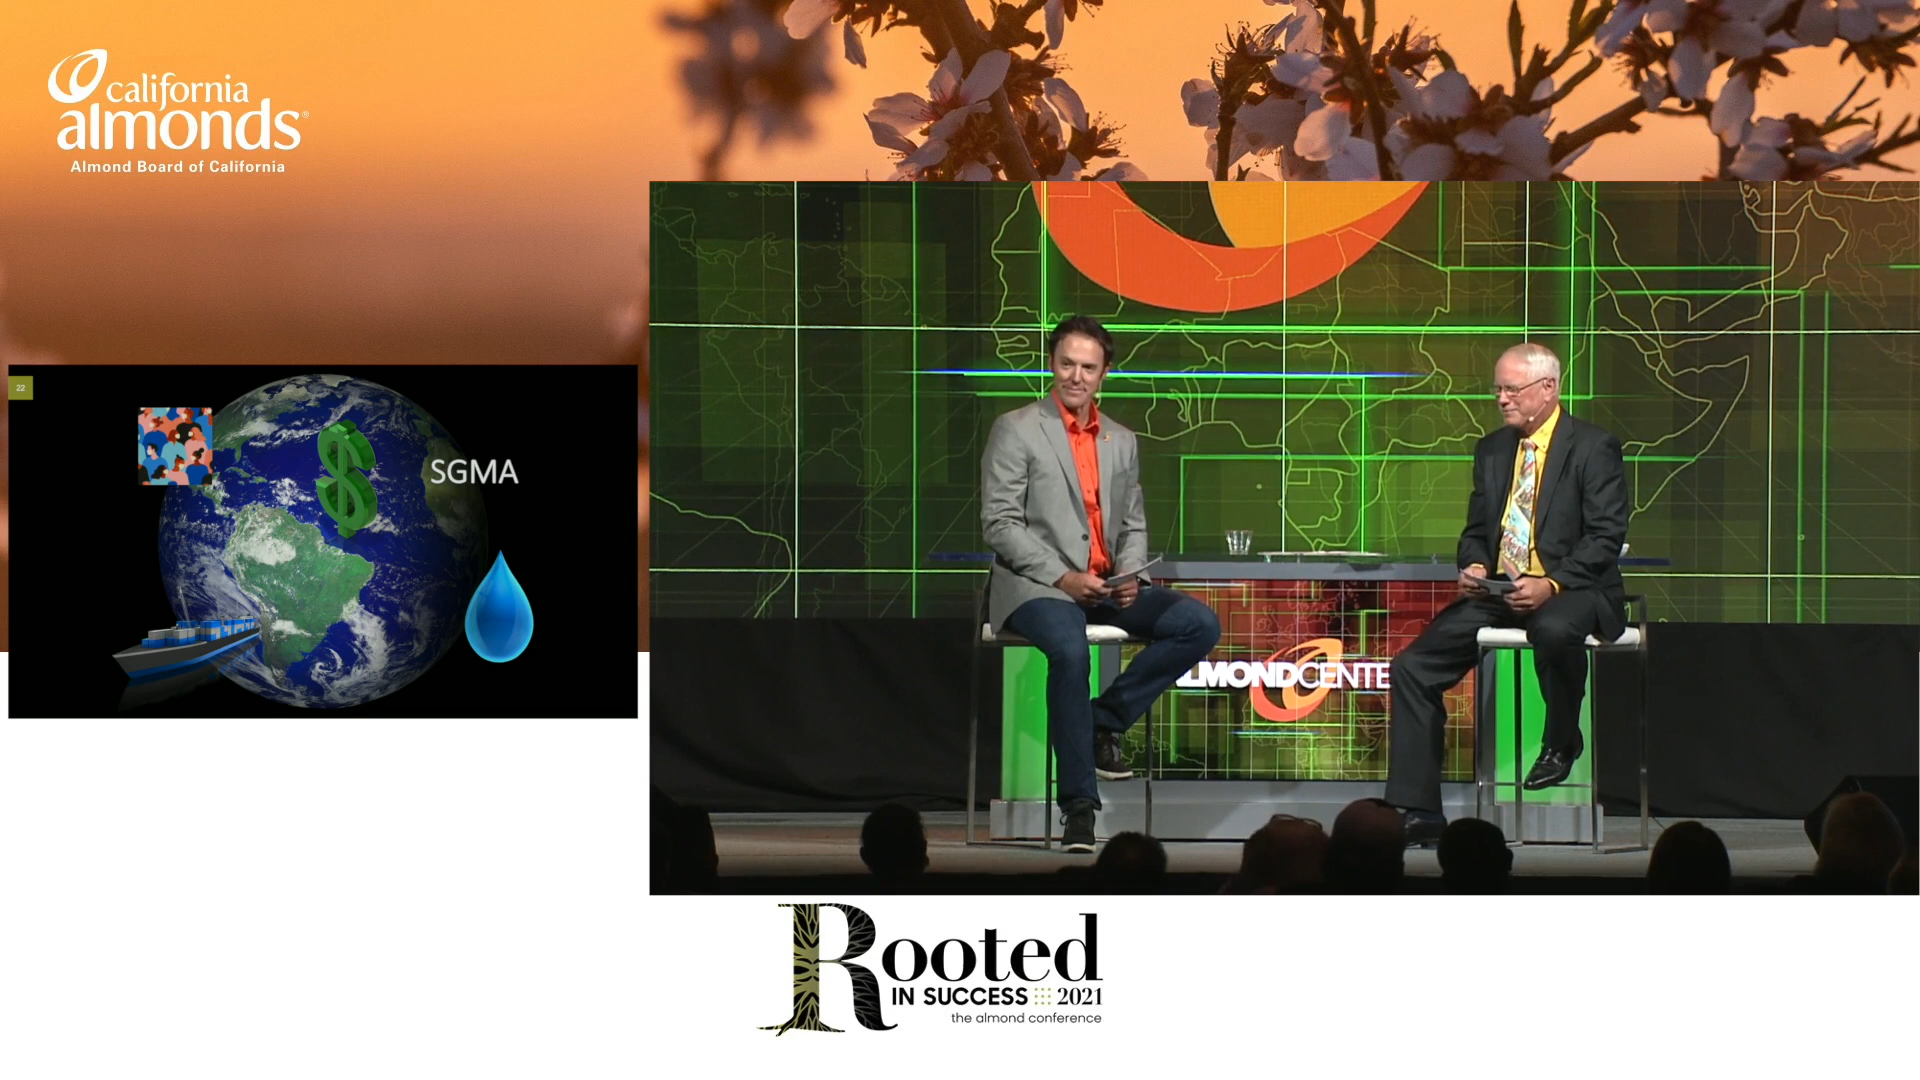 california
almonds®
Almond Board of California
22
$
SGMA
LMONDCENTE
Rooted
IN SUCCESS 2021
the almond conference